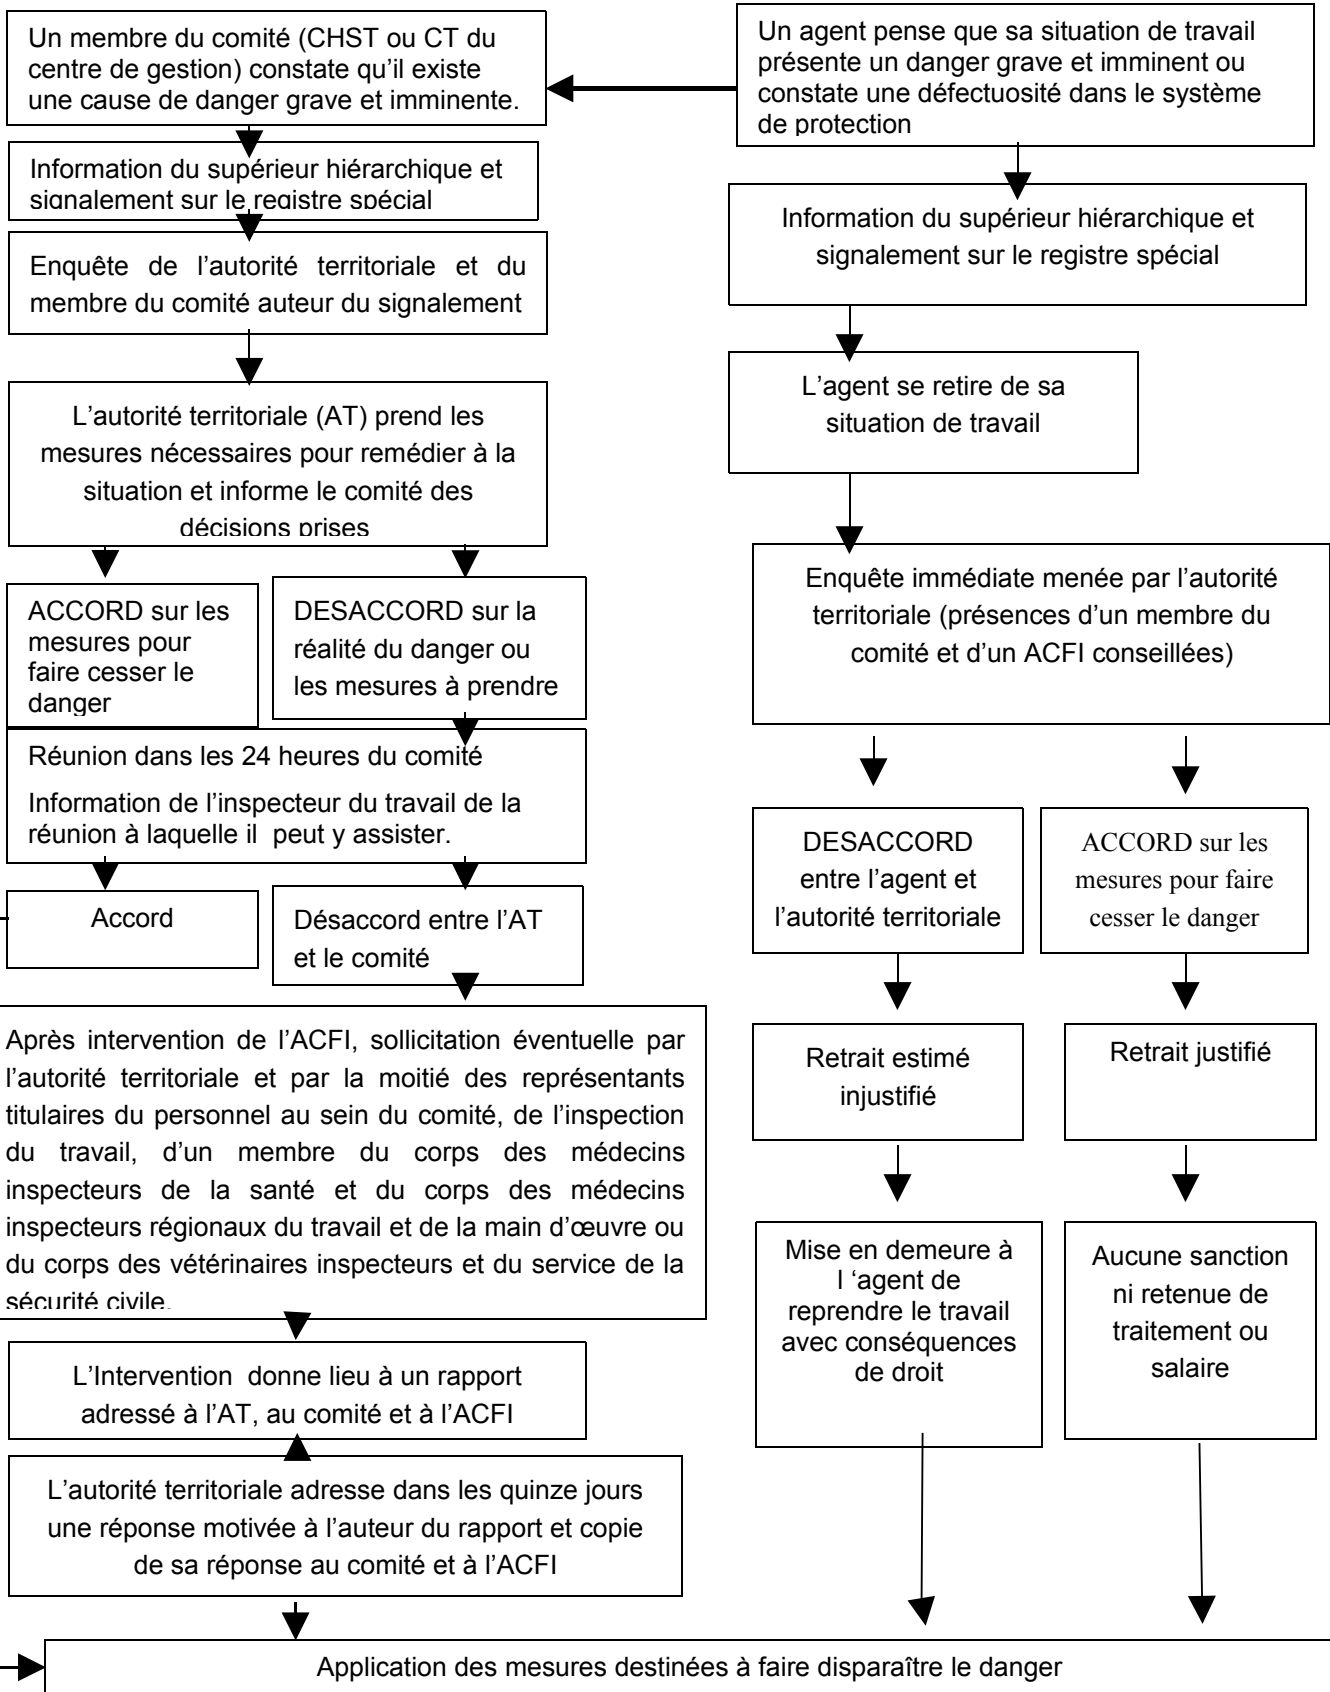 Un membre du comité (CHST ou CT du
centre de gestion) constate qu'il existe
une cause de danger grave et imminente.
Information du supérieur hiérarchique et
signalement sur le registre spécial
Enquête de l'autorité territoriale et du
membre du comité auteur du signalement
L'autorité territoriale (AT) prend les
mesures nécessaires pour remédier à la
situation et informe le comité des
décisions prises
ACCORD sur les
mesures pour
faire cesser le
danger
DESACCORD sur la
réalité du danger ou
les mesures à prendre
Réunion dans les 24 heures du comité
Information de l'inspecteur du travail de la
réunion à laquelle il  peut y assister.
Accord
Désaccord entre l'AT
et le comité
Après intervention de l'ACFI, sollicitation éventuelle par
l'autorité territoriale et par la moitié des représentants
titulaires du personnel au sein du comité, de l'inspection
du travail, d'un membre du corps des médecins
inspecteurs de la santé et du corps des médecins
inspecteurs régionaux du travail et de la main d'œuvre ou
du corps des vétérinaires inspecteurs et du service de la
sécurité civile.
L'Intervention  donne lieu à un rapport
adressé à l'AT, au comité et à l'ACFI
L'autorité territoriale adresse dans les quinze jours
une réponse motivée à l'auteur du rapport et copie
de sa réponse au comité et à l'ACFI
Un agent pense que sa situation de travail
présente un danger grave et imminent ou
constate une défectuosité dans le système
de protection
Information du supérieur hiérarchique et
signalement sur le registre spécial
L'agent se retire de sa
situation de travail
Enquête immédiate menée par l'autorité
territoriale (présences d'un membre du
comité et d'un ACFI conseillées)
DESACCORD
entre l'agent et
l'autorité territoriale
ACCORD sur les
mesures pour faire
cesser le danger
Retrait estimé
injustifié
Retrait justifié
Mise en demeure à
l 'agent de
reprendre le travail
avec conséquences
de droit
Aucune sanction
ni retenue de
traitement ou
salaire
Application des mesures destinées à faire disparaître le danger